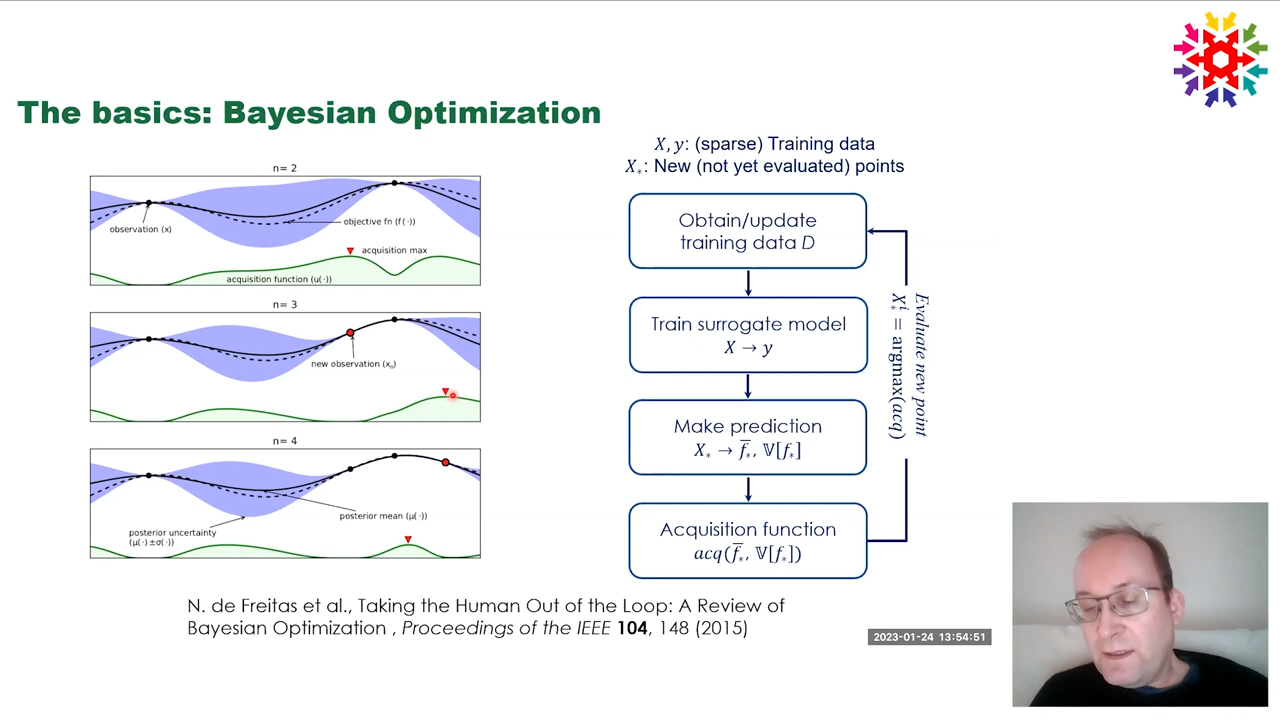 The basics: Bayesian Optimization
n= 2
observation (x)
objective fn (f(·))
acquisition max
acquisition function (u(·))
n= 3
new observation (xₙ)
n= 4
posterior mean (μ(·))
posterior uncertainty
(μ(·)±σ(·))
X, y: (sparse) Training data
X*: New (not yet evaluated) points
Obtain/update
training data D
Train surrogate model
X → y
Make prediction
X* → f̅*, 𝕍[f*]
Acquisition function
acq(f̅*, 𝕍[f*])
Evaluate new point
X*ⁱ = argmax(acq)
N. de Freitas et al., Taking the Human Out of the Loop: A Review of
Bayesian Optimization , Proceedings of the IEEE 104, 148 (2015)
2023-01-24 13:54:51